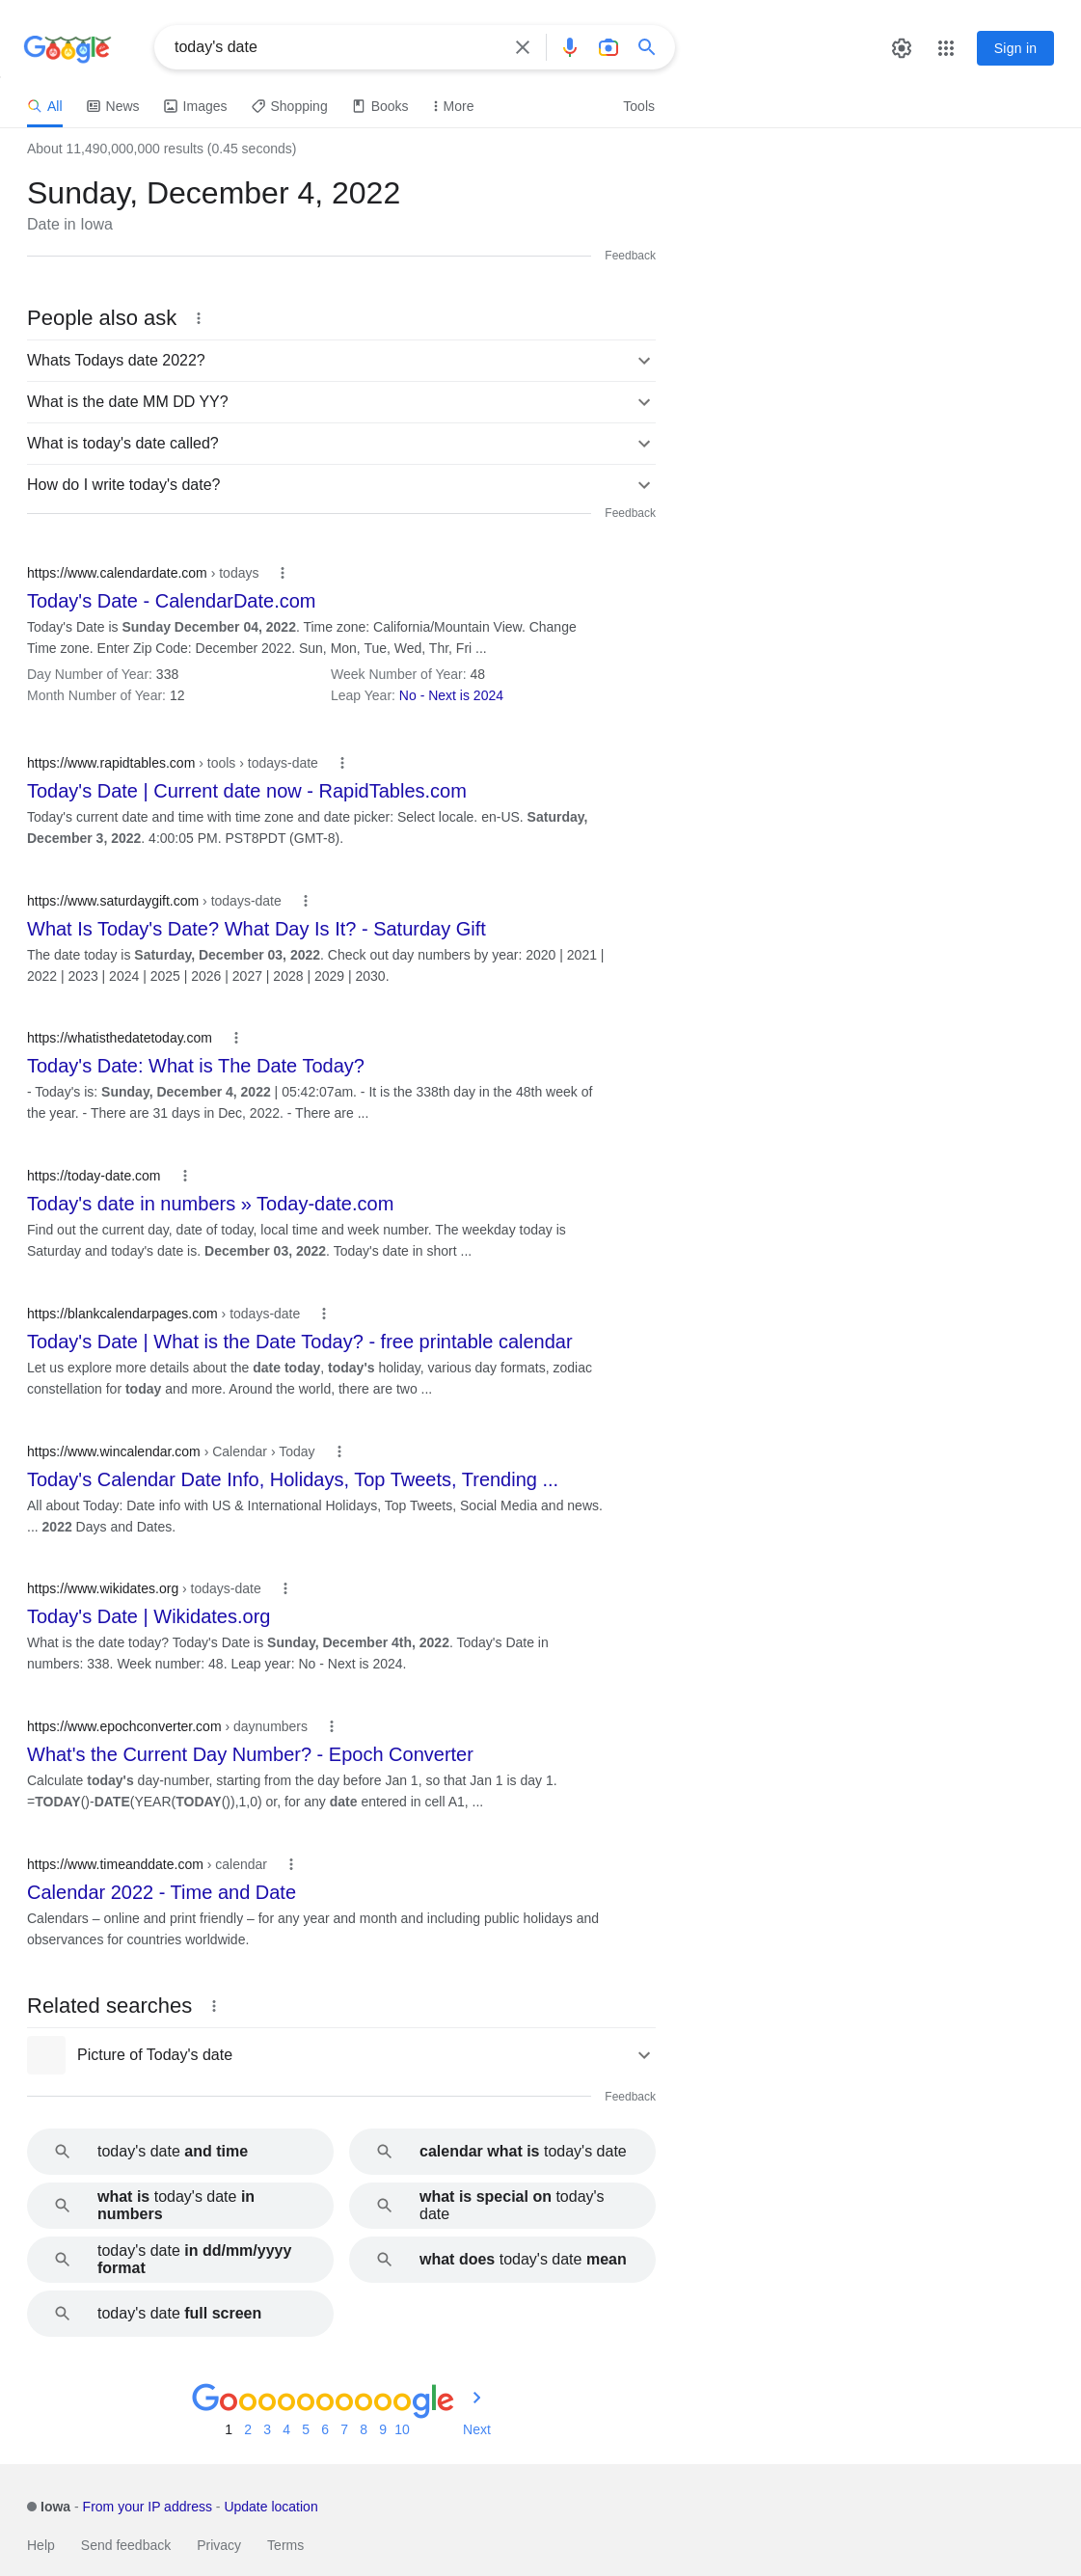 Google
today's date
Sign in
All
News
Images
Shopping
Books
More
Tools
About 11,490,000,000 results (0.45 seconds)
Sunday, December 4, 2022
Date in Iowa
Feedback
People also ask
Whats Todays date 2022?
What is the date MM DD YY?
What is today's date called?
How do I write today's date?
Feedback
https://www.calendardate.com › todays
Today's Date - CalendarDate.com
Today's Date is Sunday December 04, 2022. Time zone: California/Mountain View. Change
Time zone. Enter Zip Code: December 2022. Sun, Mon, Tue, Wed, Thr, Fri ...
Day Number of Year: 338
Week Number of Year: 48
Month Number of Year: 12
Leap Year: No - Next is 2024
https://www.rapidtables.com › tools › todays-date
Today's Date | Current date now - RapidTables.com
Today's current date and time with time zone and date picker: Select locale. en-US. Saturday,
December 3, 2022. 4:00:05 PM. PST8PDT (GMT-8).
https://www.saturdaygift.com › todays-date
What Is Today's Date? What Day Is It? - Saturday Gift
The date today is Saturday, December 03, 2022. Check out day numbers by year: 2020 | 2021 |
2022 | 2023 | 2024 | 2025 | 2026 | 2027 | 2028 | 2029 | 2030.
https://whatisthedatetoday.com
Today's Date: What is The Date Today?
- Today's is: Sunday, December 4, 2022 | 05:42:07am. - It is the 338th day in the 48th week of
the year. - There are 31 days in Dec, 2022. - There are ...
https://today-date.com
Today's date in numbers » Today-date.com
Find out the current day, date of today, local time and week number. The weekday today is
Saturday and today's date is. December 03, 2022. Today's date in short ...
https://blankcalendarpages.com › todays-date
Today's Date | What is the Date Today? - free printable calendar
Let us explore more details about the date today, today's holiday, various day formats, zodiac
constellation for today and more. Around the world, there are two ...
https://www.wincalendar.com › Calendar › Today
Today's Calendar Date Info, Holidays, Top Tweets, Trending ...
All about Today: Date info with US & International Holidays, Top Tweets, Social Media and news.
... 2022 Days and Dates.
https://www.wikidates.org › todays-date
Today's Date | Wikidates.org
What is the date today? Today's Date is Sunday, December 4th, 2022. Today's Date in
numbers: 338. Week number: 48. Leap year: No - Next is 2024.
https://www.epochconverter.com › daynumbers
What's the Current Day Number? - Epoch Converter
Calculate today's day-number, starting from the day before Jan 1, so that Jan 1 is day 1.
=TODAY()-DATE(YEAR(TODAY()),1,0) or, for any date entered in cell A1, ...
https://www.timeanddate.com › calendar
Calendar 2022 - Time and Date
Calendars – online and print friendly – for any year and month and including public holidays and
observances for countries worldwide.
Related searches
Picture of Today's date
Feedback
today's date and time
calendar what is today's date
what is today's date in
numbers
what is special on today's
date
today's date in dd/mm/yyyy
format
what does today's date mean
today's date full screen
Goooooooooogle
1 2 3 4 5 6 7 8 9 10 Next
Iowa - From your IP address - Update location
Help Send feedback Privacy Terms